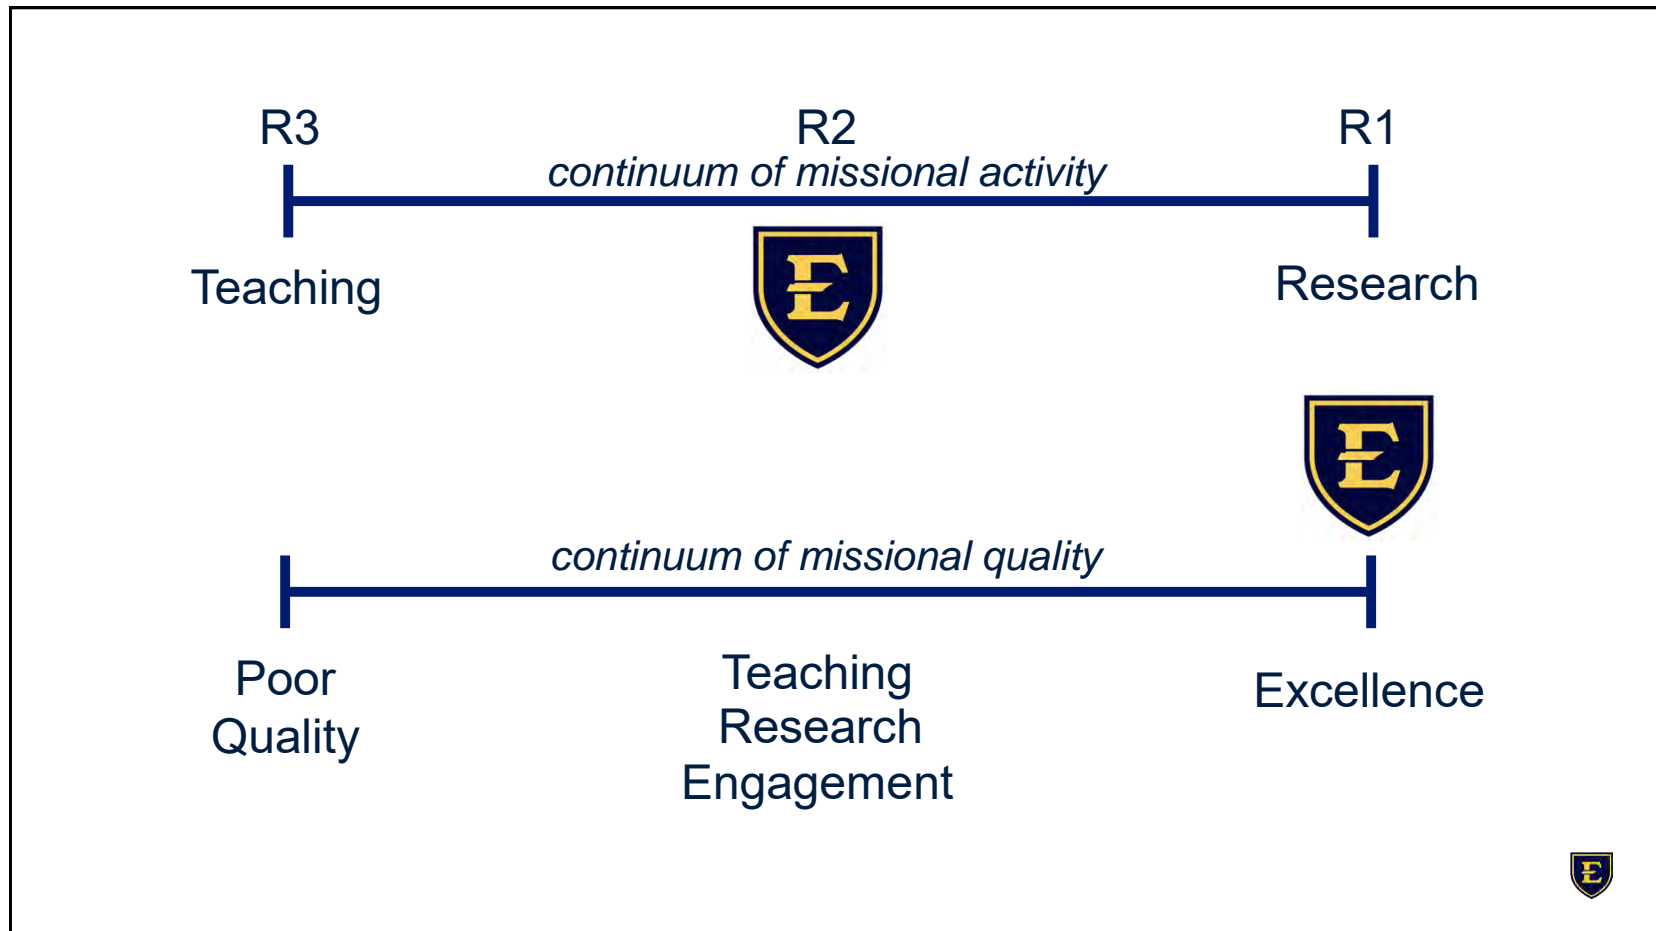 R3 R2 R1
continuum of missional activity
Teaching Research
E
E
continuum of missional quality
Poor
Quality
Teaching
Research
Engagement
Excellence
E